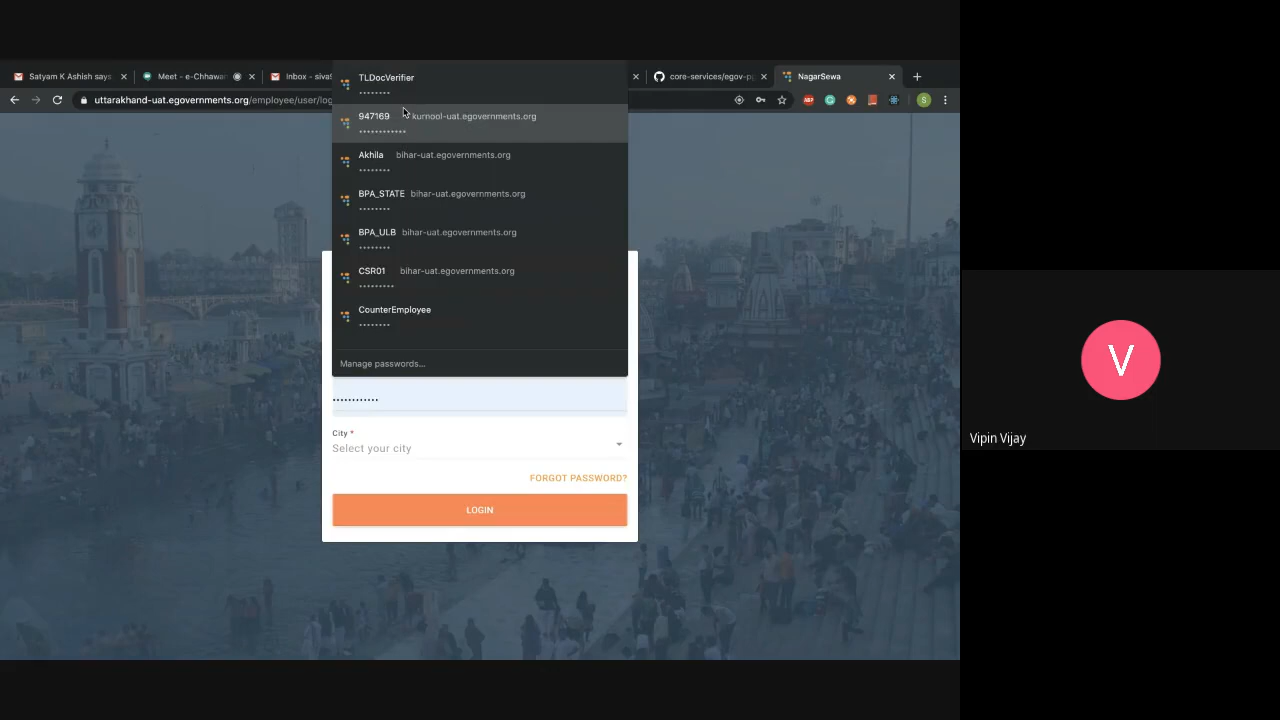 Satyam K Ashish says
Meet - e-Chhawan
Inbox - siva
core-services/egov-p
NagarSewa
uttarakhand-uat.egovernments.org/employee/user/log
ABP
S
TLDocVerifier
••••••••
947169 kurnool-uat.egovernments.org
••••••••••••
Akhila bihar-uat.egovernments.org
••••••••
BPA_STATE bihar-uat.egovernments.org
••••••••
BPA_ULB bihar-uat.egovernments.org
••••••••
CSR01 bihar-uat.egovernments.org
•••••••••
CounterEmployee
••••••••
Manage passwords...
••••••••••••
City *
Select your city
FORGOT PASSWORD?
LOGIN
V
Vipin Vijay